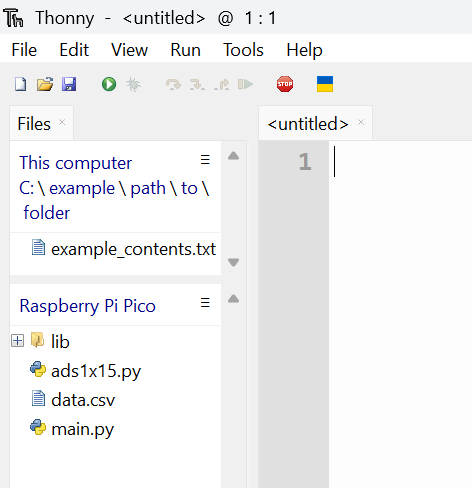 Thonny - <untitled> @ 1 : 1
File Edit View Run Tools Help
STOP
Files ×
<untitled> ×
This computer
C: \ example \ path \ to \
folder
example_contents.txt
Raspberry Pi Pico
lib
ads1x15.py
data.csv
main.py
1